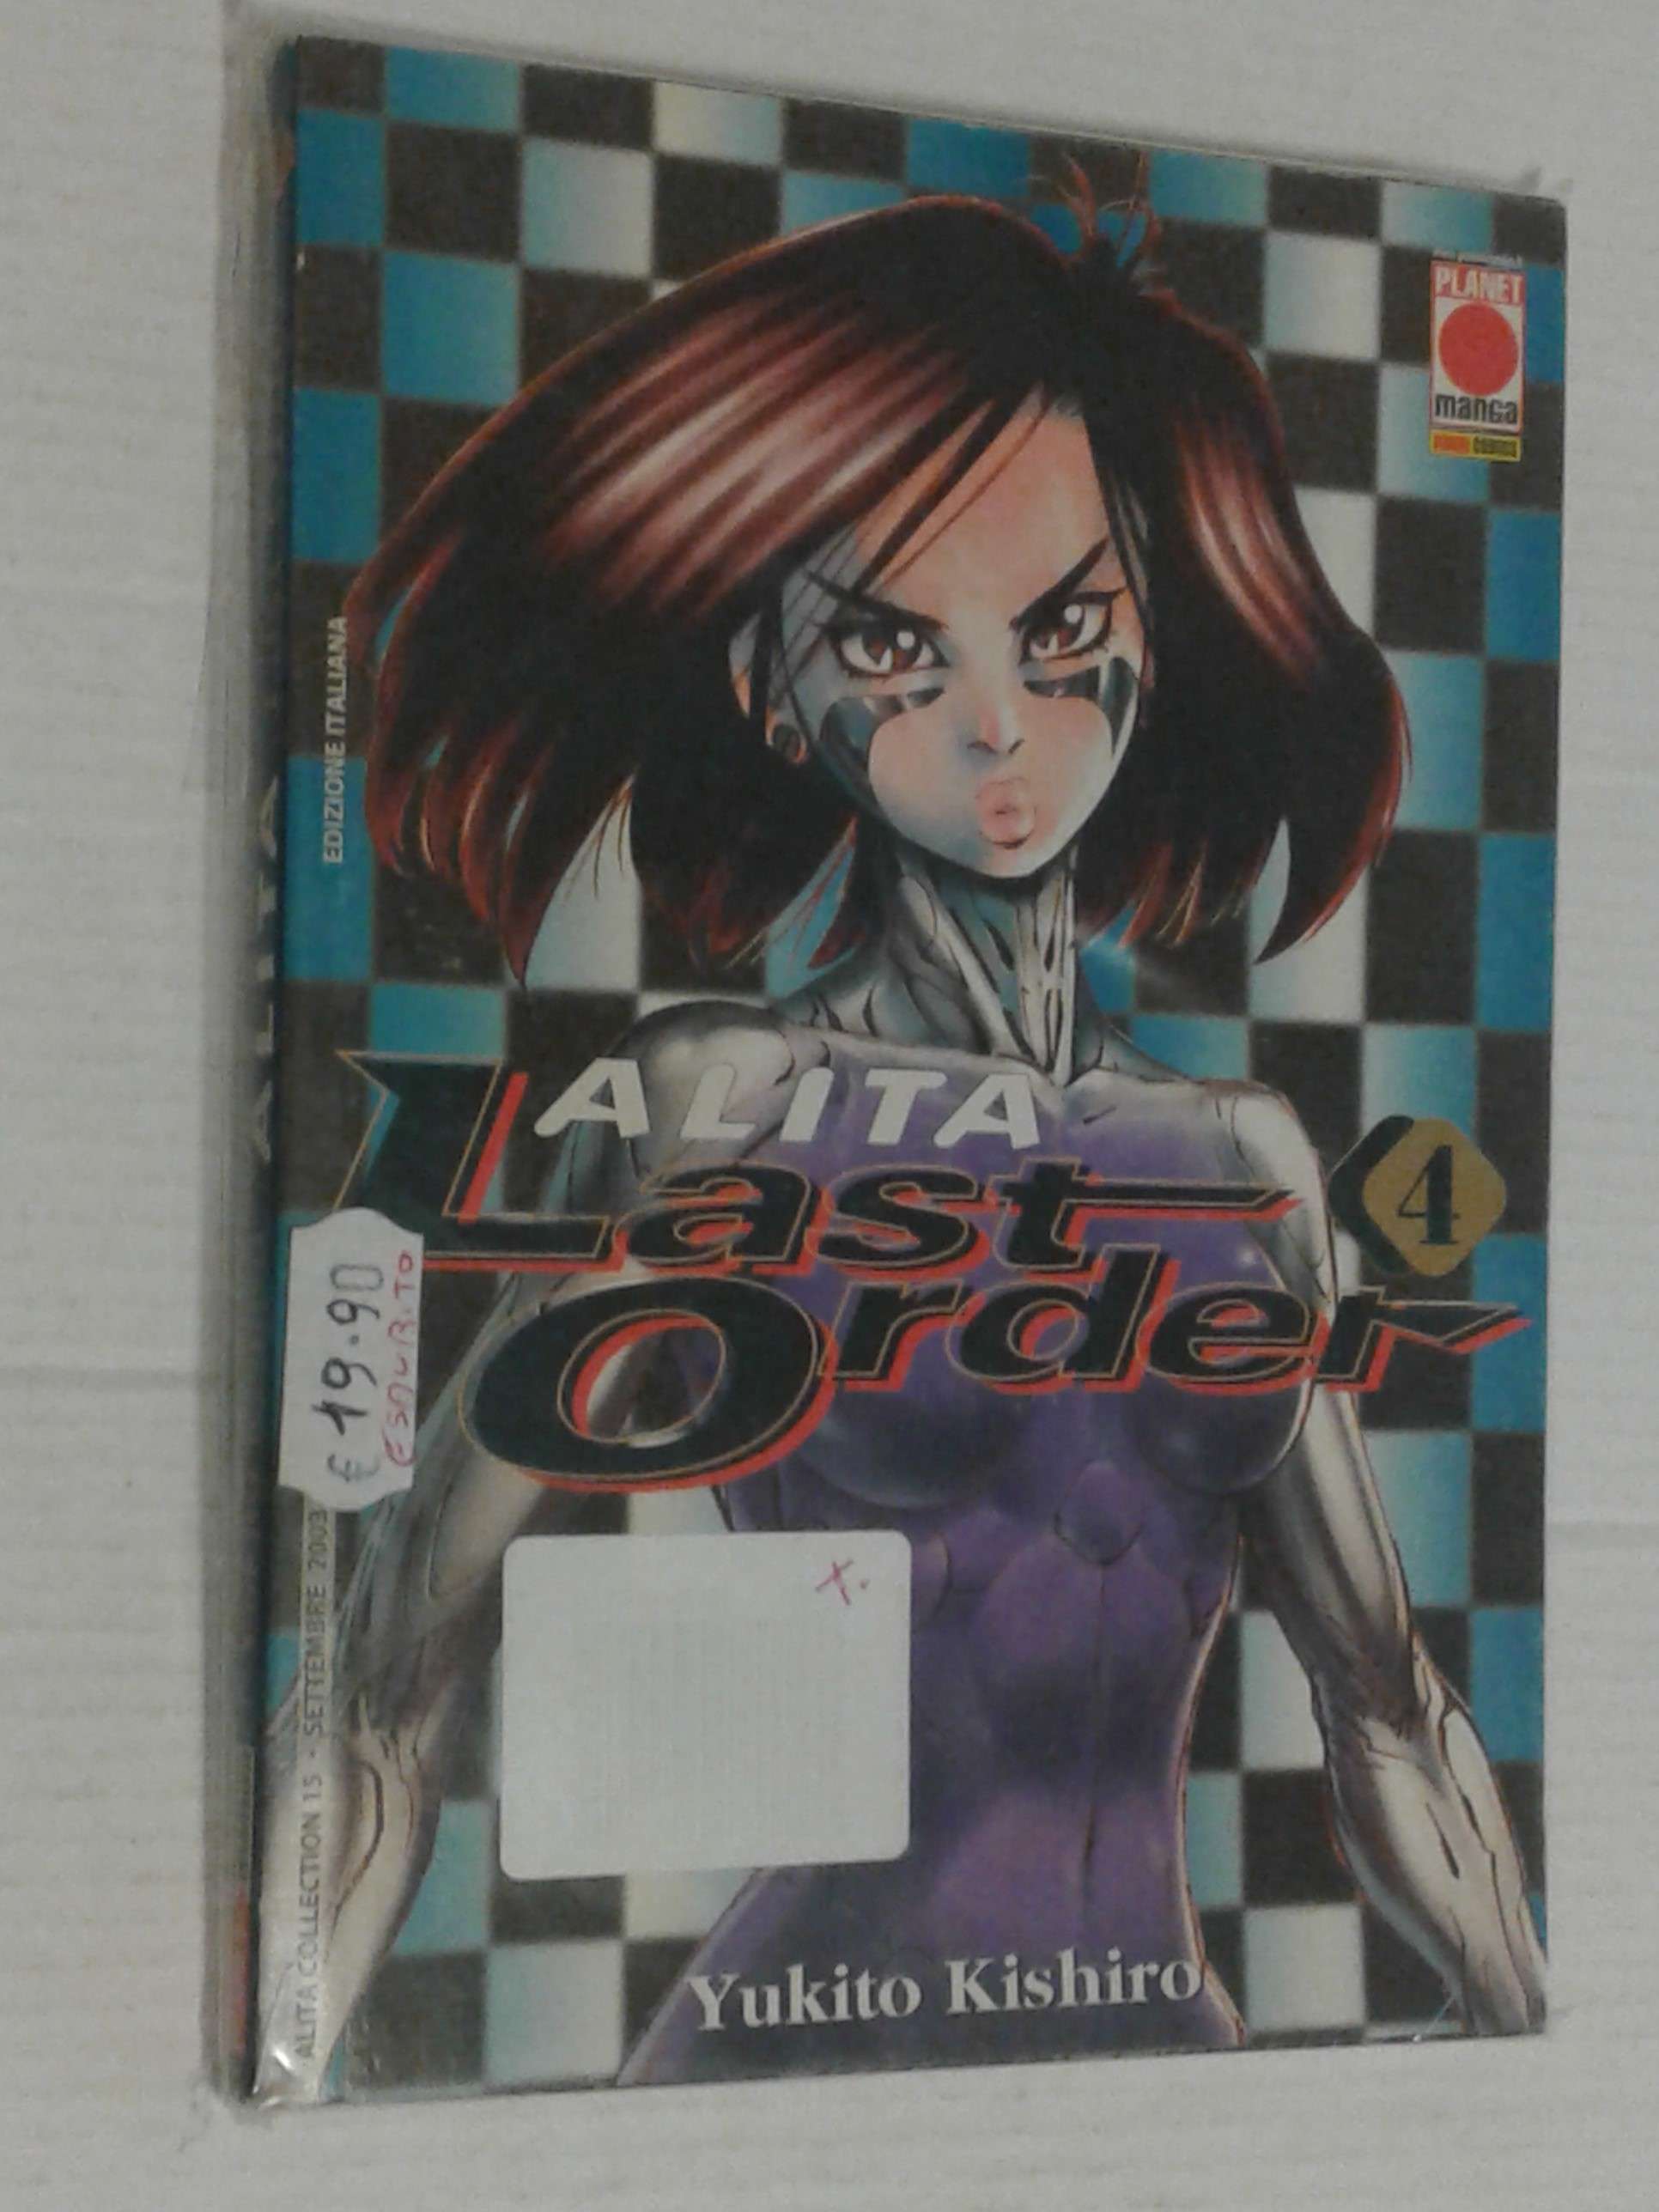 PLANET
manga
COMICS
EDIZIONE ITALIANA
ALITA
Last
Order
4
€ 19.90
ESAURITO
ALITA COLLECTION 15 - SETTEMBRE 2003
x.
Yukito Kishiro
ALITA